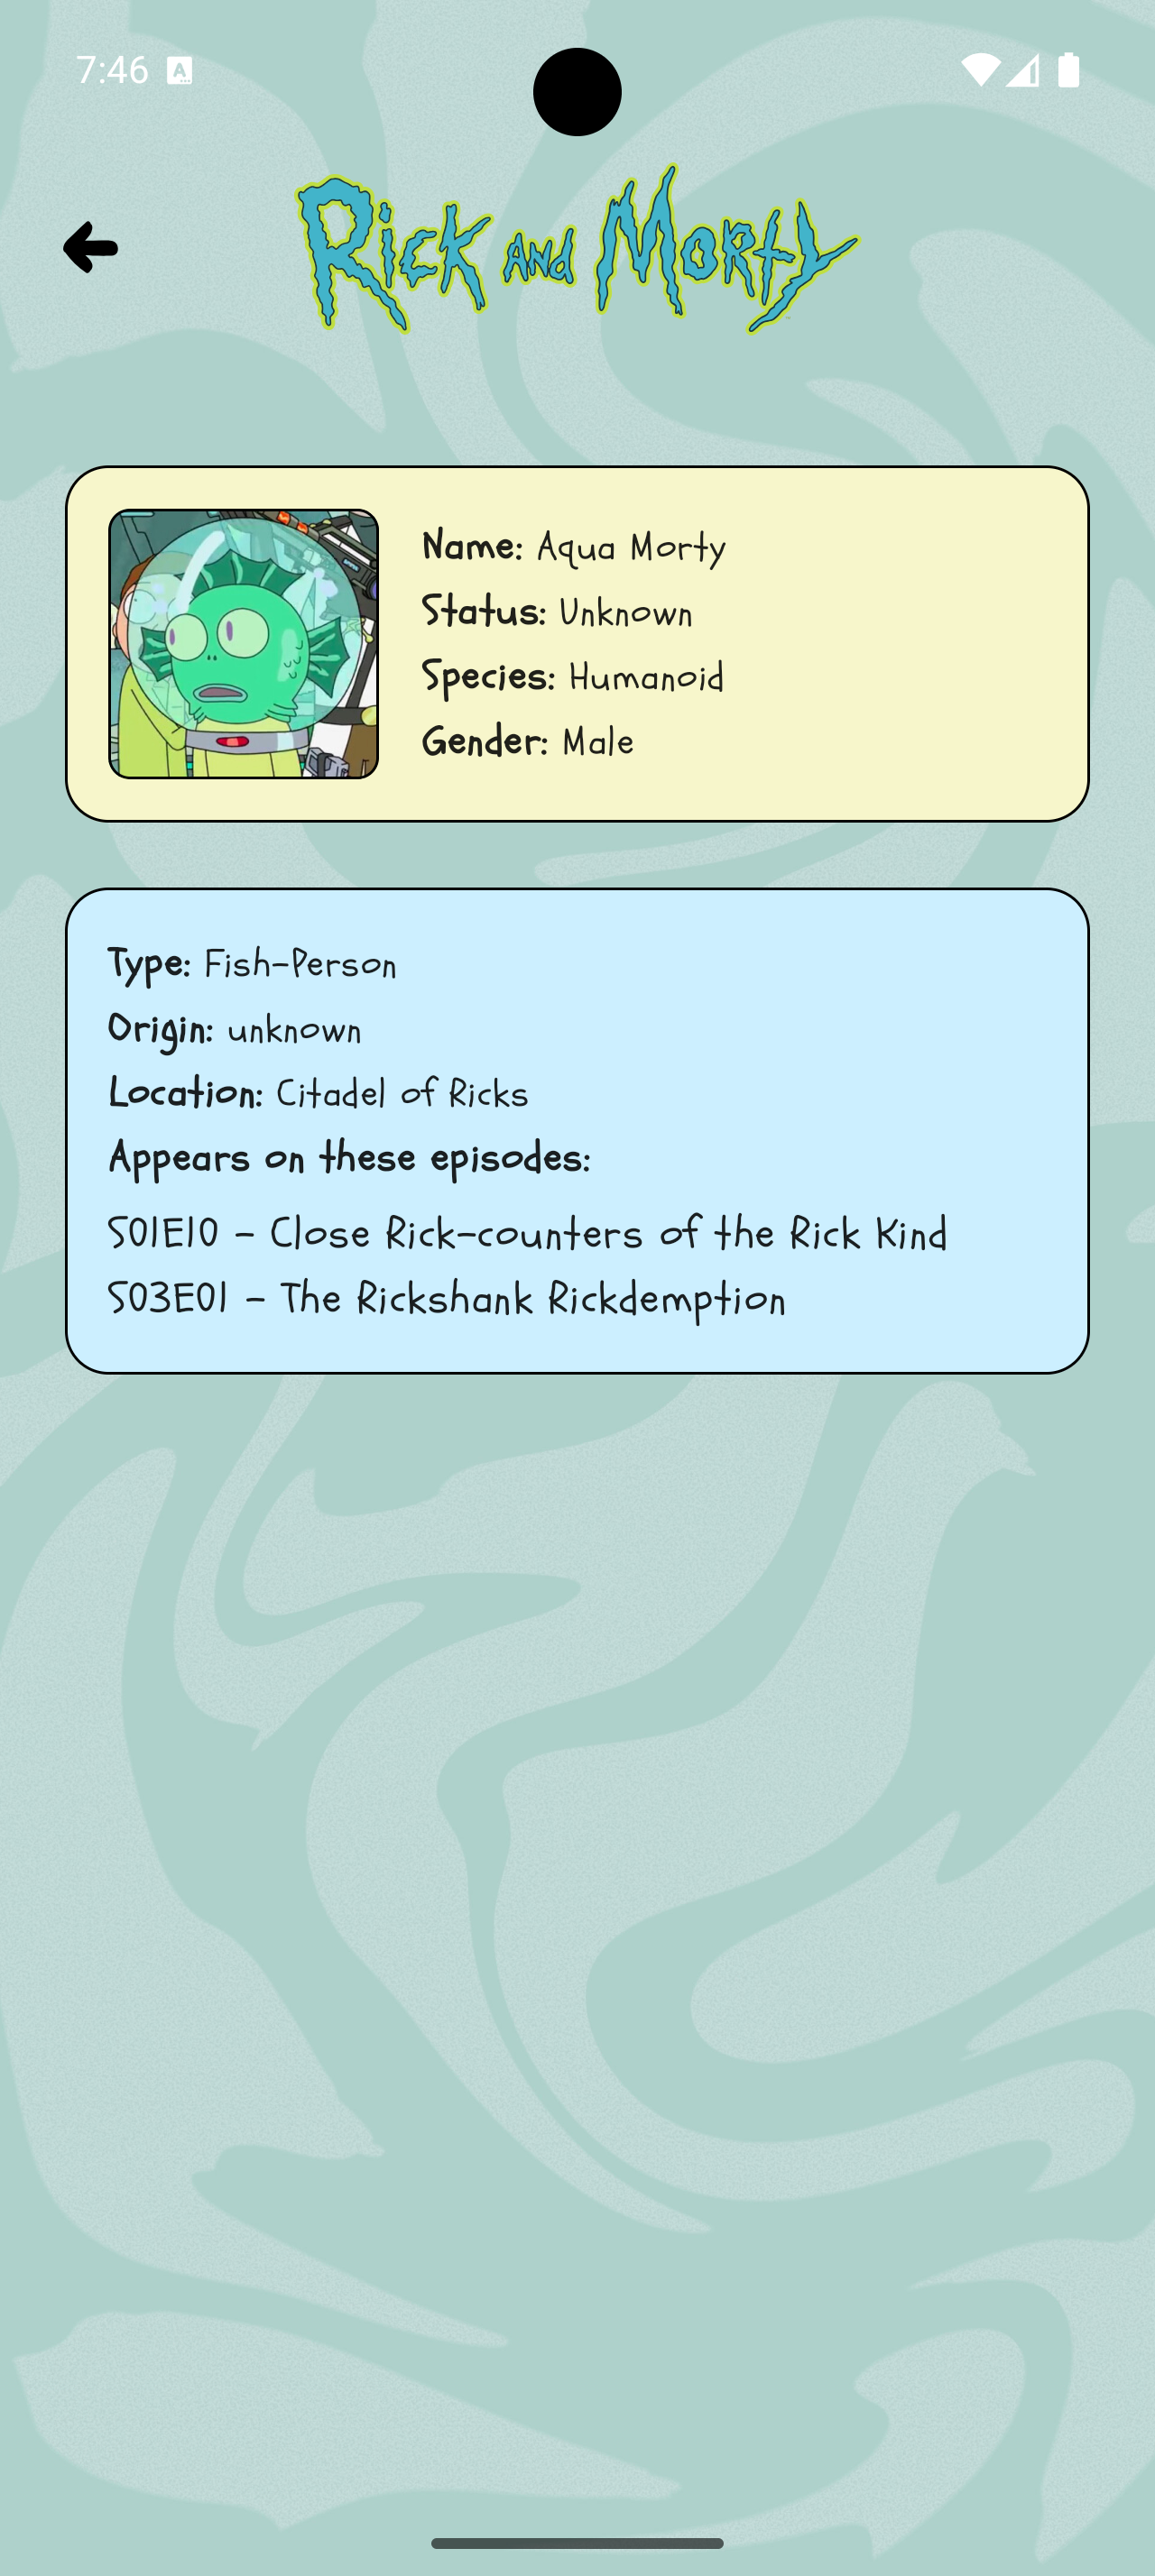 7:46
Rick and Morty
Name: Aqua Morty
Status: Unknown
Species: Humanoid
Gender: Male
Type: Fish-Person
Origin: unknown
Location: Citadel of Ricks
Appears on these episodes:
S01E10 - Close Rick-counters of the Rick Kind
S03E01 - The Rickshank Rickdemption